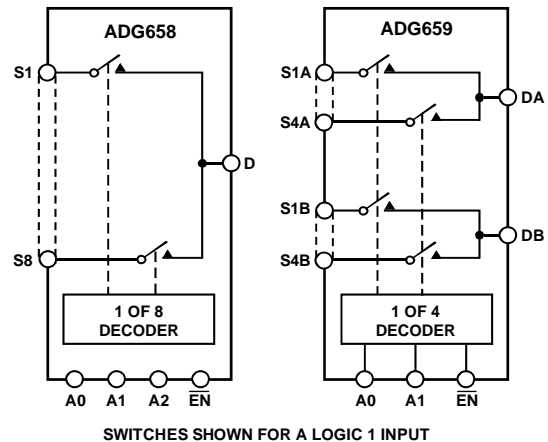 ADG658
S1
D
S8
1 OF 8
DECODER
A0 A1 A2 EN
ADG659
S1A
DA
S4A
S1B
DB
S4B
1 OF 4
DECODER
A0 A1 EN
SWITCHES SHOWN FOR A LOGIC 1 INPUT